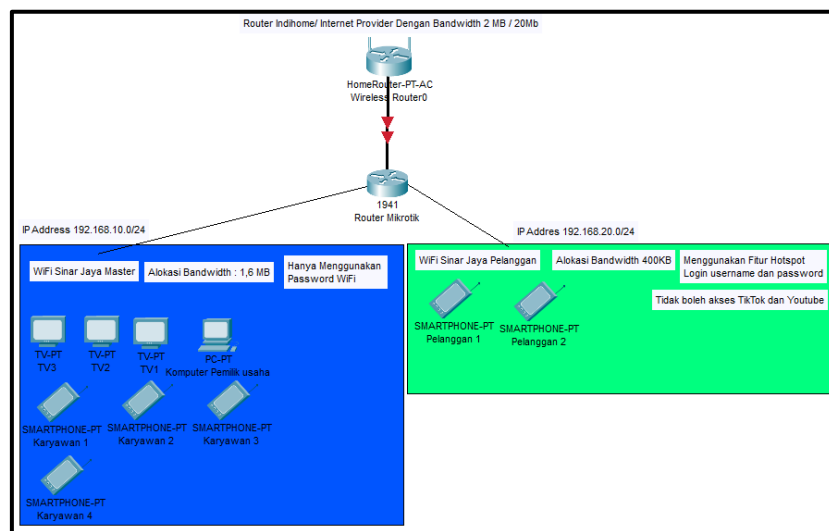 Router Indihome/ Internet Provider Dengan Bandwidth 2 MB / 20Mb
HomeRouter-PT-AC
Wireless Router0
1941
Router Mikrotik
IP Address 192.168.10.0/24
IP Addres 192.168.20.0/24
WiFi Sinar Jaya Master
Alokasi Bandwidth : 1,6 MB
Hanya Menggunakan
Password WiFi
TV-PT
TV3
TV-PT
TV2
TV-PT
TV1
PC-PT
Komputer Pemilik usaha
SMARTPHONE-PT
Karyawan 1
SMARTPHONE-PT
Karyawan 2
SMARTPHONE-PT
Karyawan 3
SMARTPHONE-PT
Karyawan 4
WiFi Sinar Jaya Pelanggan
Alokasi Bandwidth 400KB
Menggunakan Fitur Hotspot
Login username dan password
Tidak boleh akses TikTok dan Youtube
SMARTPHONE-PT
Pelanggan 1
SMARTPHONE-PT
Pelanggan 2